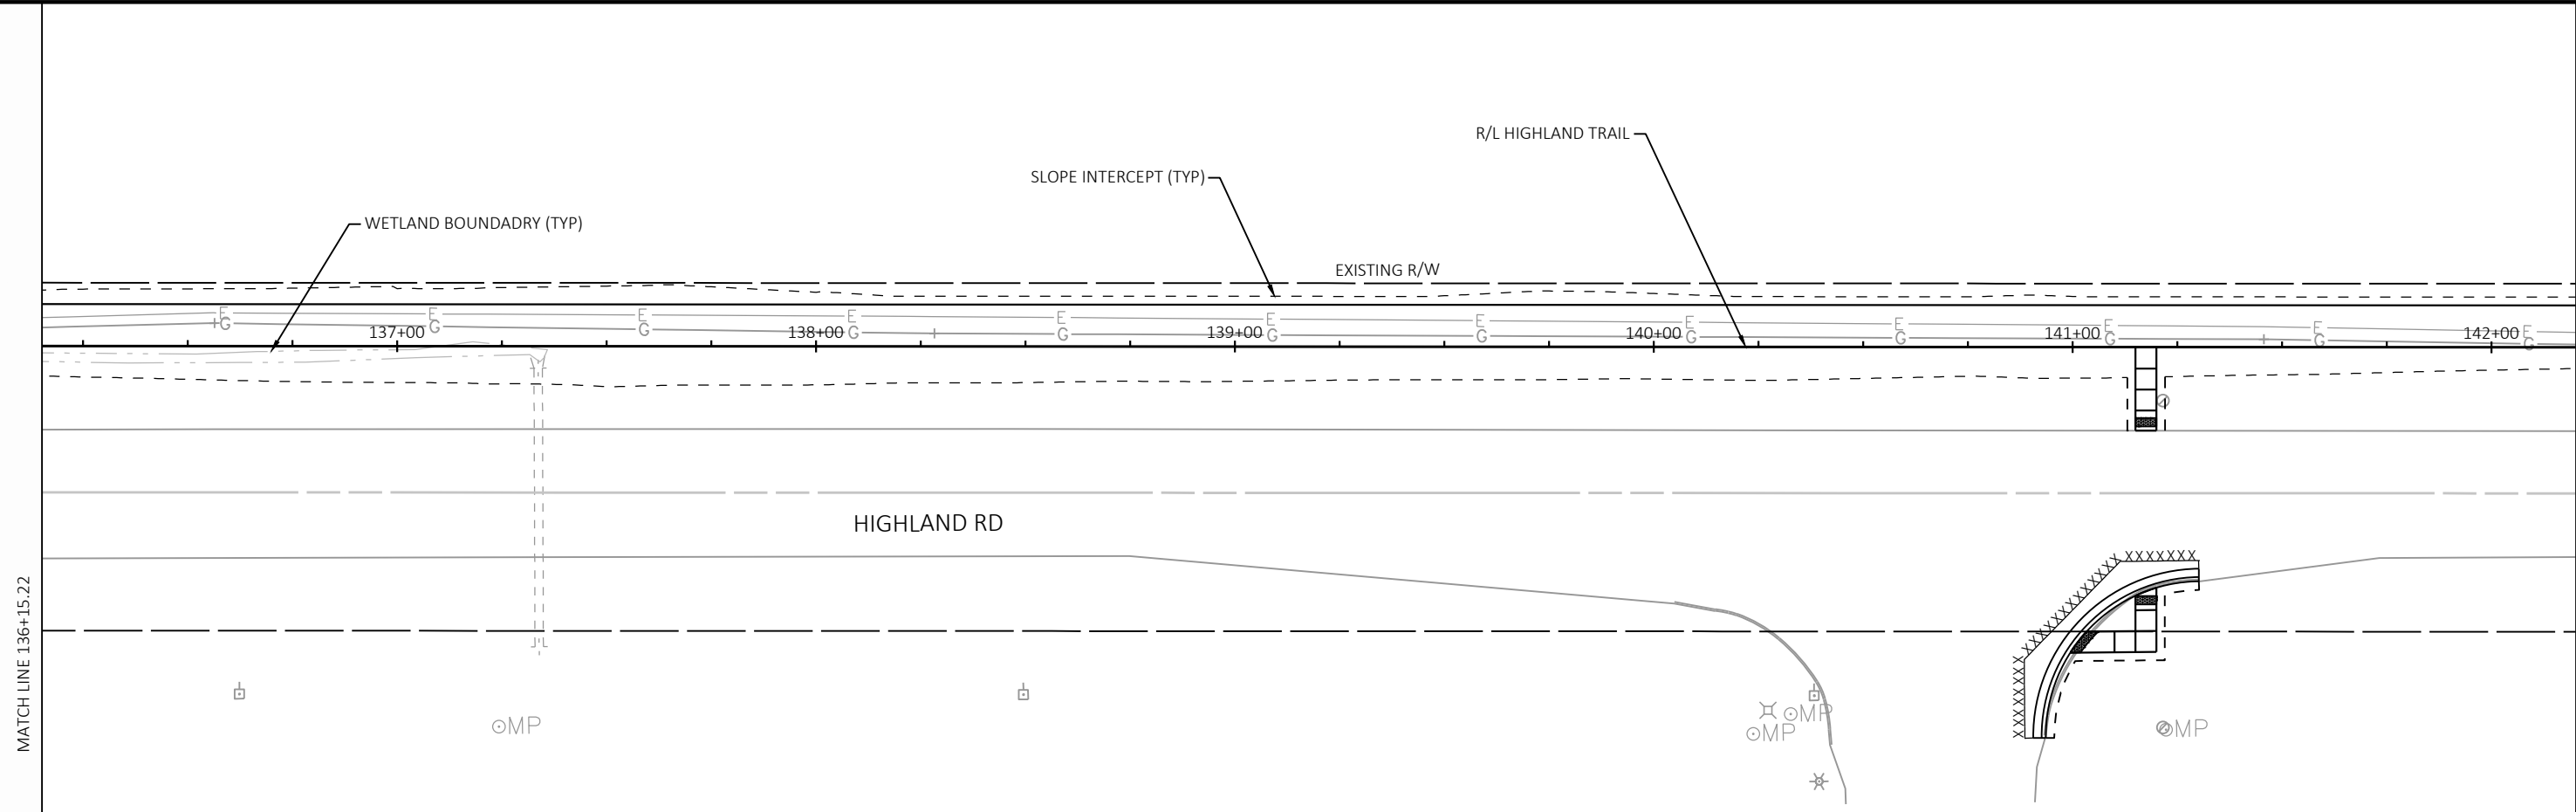 R/L HIGHLAND TRAIL
SLOPE INTERCEPT (TYP)
WETLAND BOUNDADRY (TYP)
EXISTING R/W
E E E E E E E E E E E E
G G G G G G G G G G G G
137+00 138+00 139+00 140+00 141+00 142+00
HIGHLAND RD
MATCH LINE 136+15.22
MP
MP
MP
MP